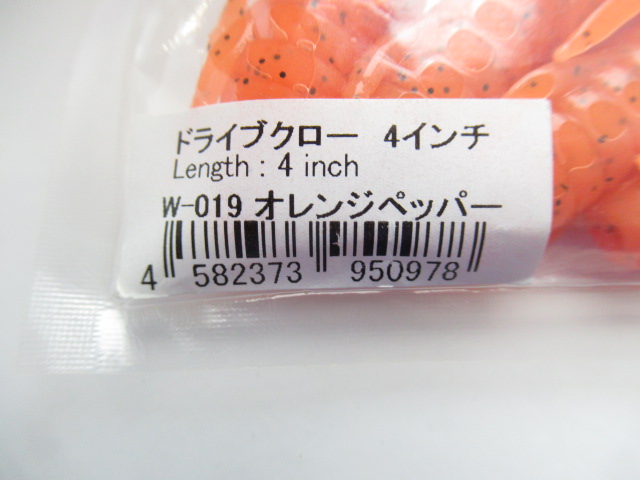 ドライブクロー 4インチ
Length : 4 inch
W-019 オレンジペッパー
4 582373 950978